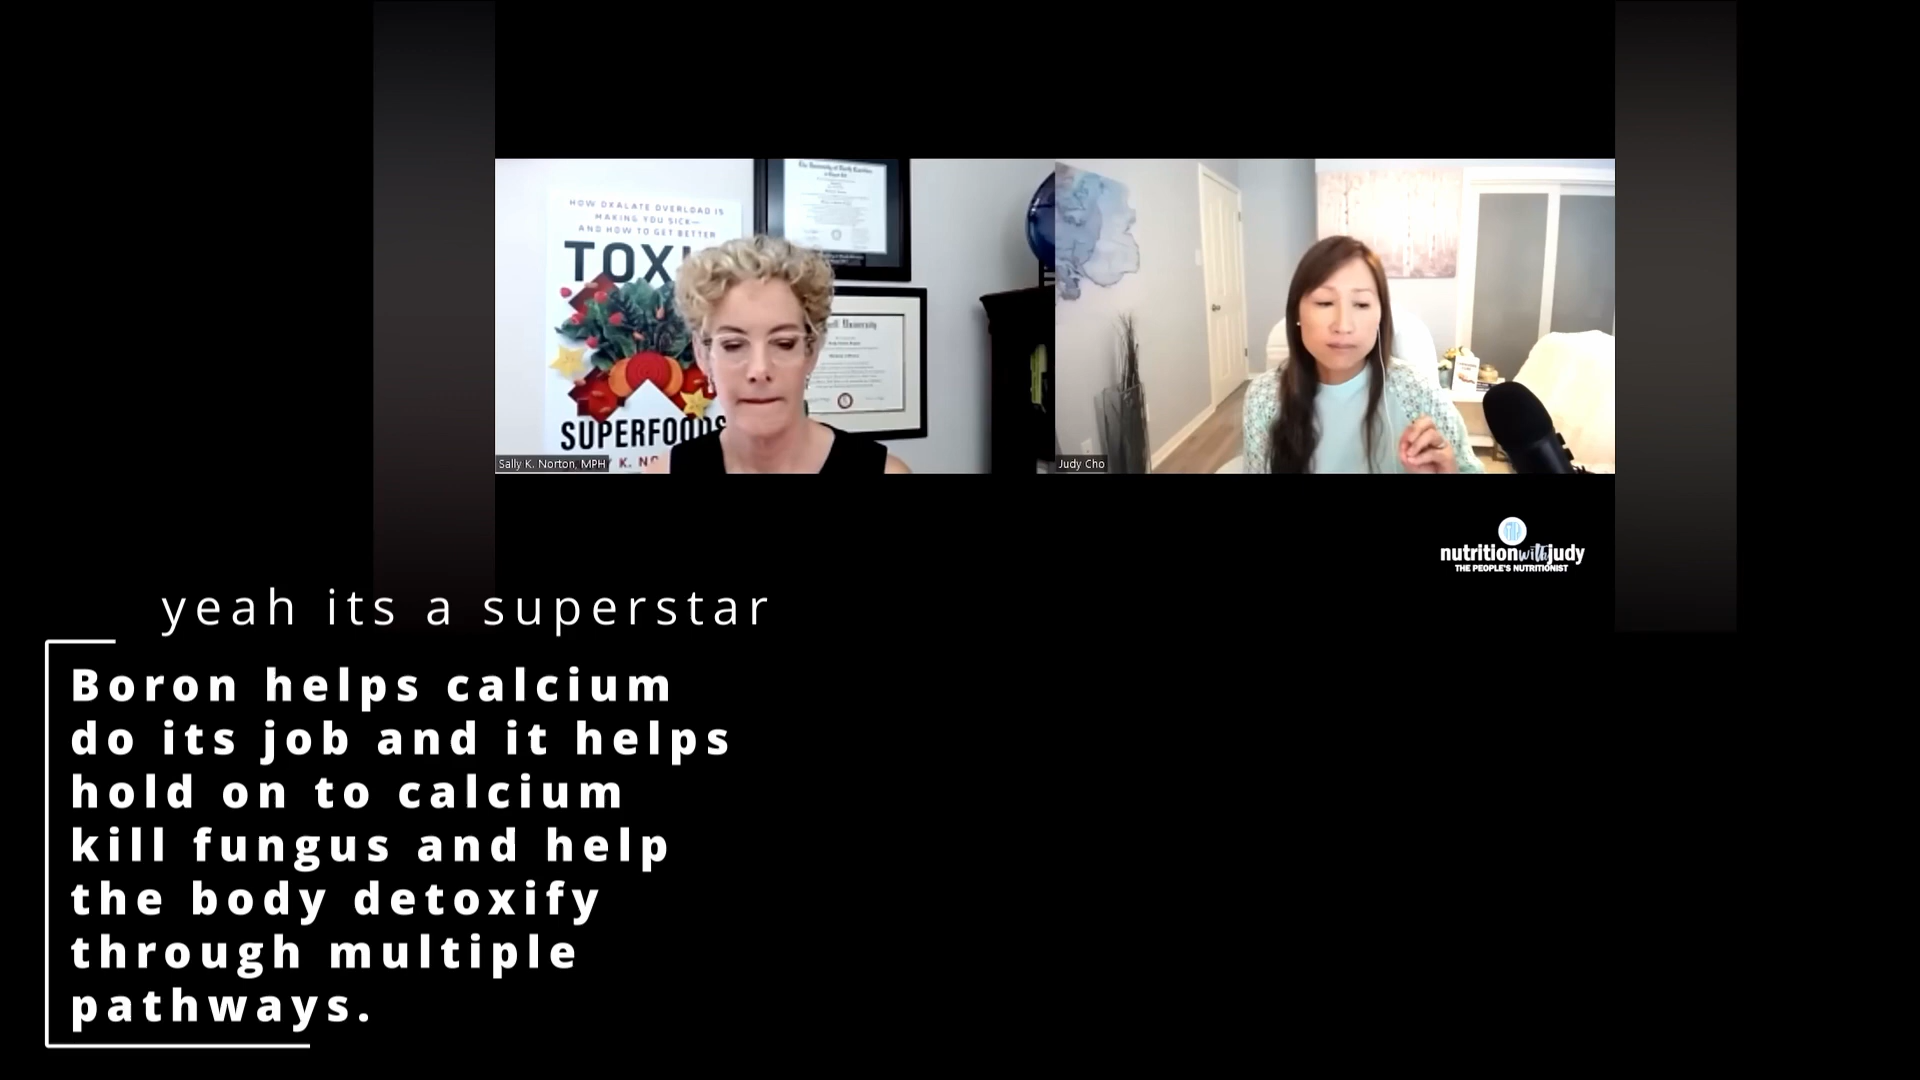 HOW OXALATE OVERLOAD IS
MAKING YOU SICK—
AND HOW TO GET BETTER
TOXI
SUPERFOODS
K. NO
Sally K. Norton, MPH
Judy Cho
nutritionwithjudy
THE PEOPLE'S NUTRITIONIST
yeah its a superstar
Boron helps calcium
do its job and it helps
hold on to calcium
kill fungus and help
the body detoxify
through multiple
pathways.